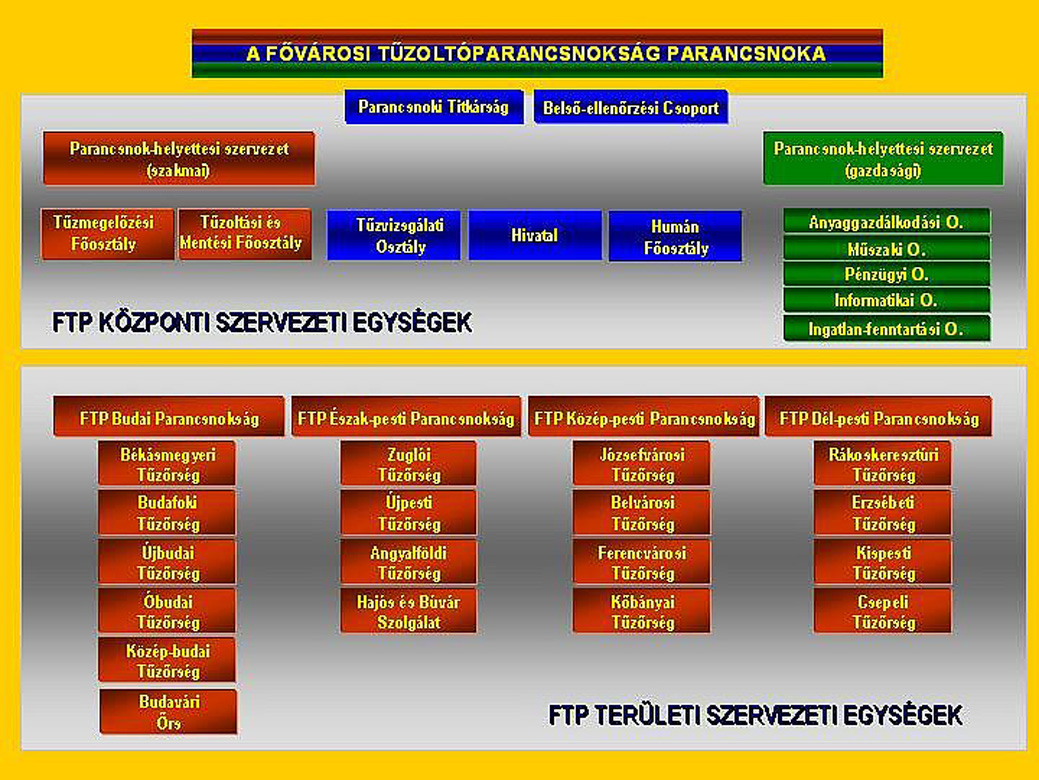 A FŐVÁROSI TŰZOLTÓPARANCSNOKSÁG PARANCSNOKA
Parancsnoki Titkárság
Belső-ellenőrzési Csoport
Parancsnok-helyettesi szervezet
(szakmai)
Parancsnok-helyettesi szervezet
(gazdasági)
Tűzmegelőzési
Főosztály
Tűzoltási és
Mentési Főosztály
Tűzvizsgálati
Osztály
Hivatal
Humán
Főosztály
Anyaggazdálkodási O.
Műszaki O.
Pénzügyi O.
Informatikai O.
Ingatlan-fenntartási O.
FTP KÖZPONTI SZERVEZETI EGYSÉGEK
FTP Budai Parancsnokság
Békásmegyeri
Tűzőrség
Budafoki
Tűzőrség
Újbudai
Tűzőrség
Óbudai
Tűzőrség
Közép-budai
Tűzőrség
Budavári
Őrs
FTP Észak-pesti Parancsnokság
Zuglói
Tűzőrség
Újpesti
Tűzőrség
Angyalföldi
Tűzőrség
Hajós és Búvár
Szolgálat
FTP Közép-pesti Parancsnokság
Józsefvárosi
Tűzőrség
Belvárosi
Tűzőrség
Ferencvárosi
Tűzőrség
Kőbányai
Tűzőrség
FTP Dél-pesti Parancsnokság
Rákoskeresztúri
Tűzőrség
Erzsébeti
Tűzőrség
Kispesti
Tűzőrség
Csepeli
Tűzőrség
FTP TERÜLETI SZERVEZETI EGYSÉGEK